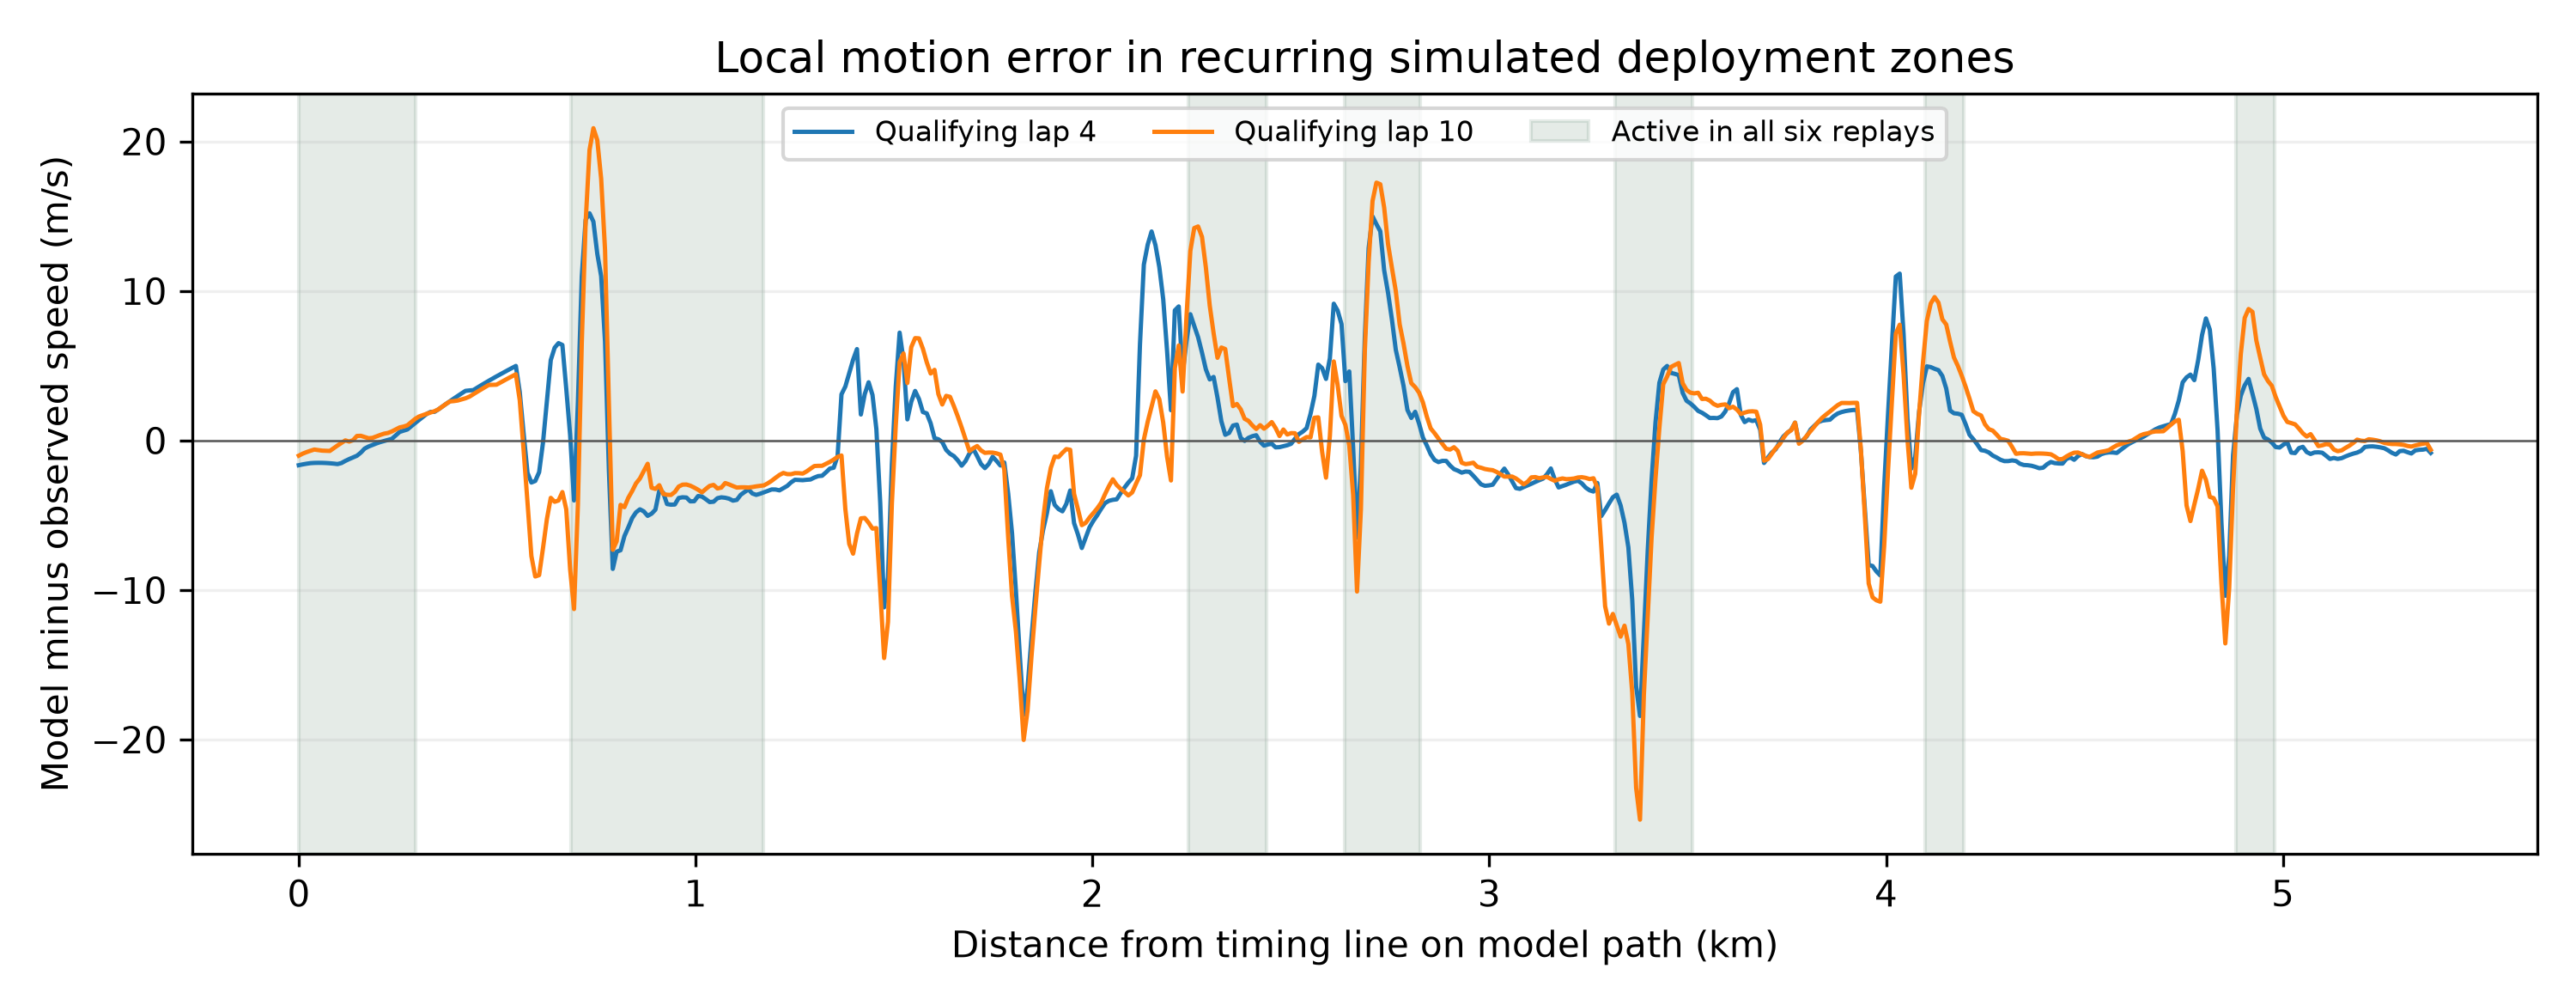 Local motion error in recurring simulated deployment zones
Qualifying lap 4
Qualifying lap 10
Active in all six replays
Model minus observed speed (m/s)
20
10
0
−10
−20
0
1
2
3
4
5
Distance from timing line on model path (km)